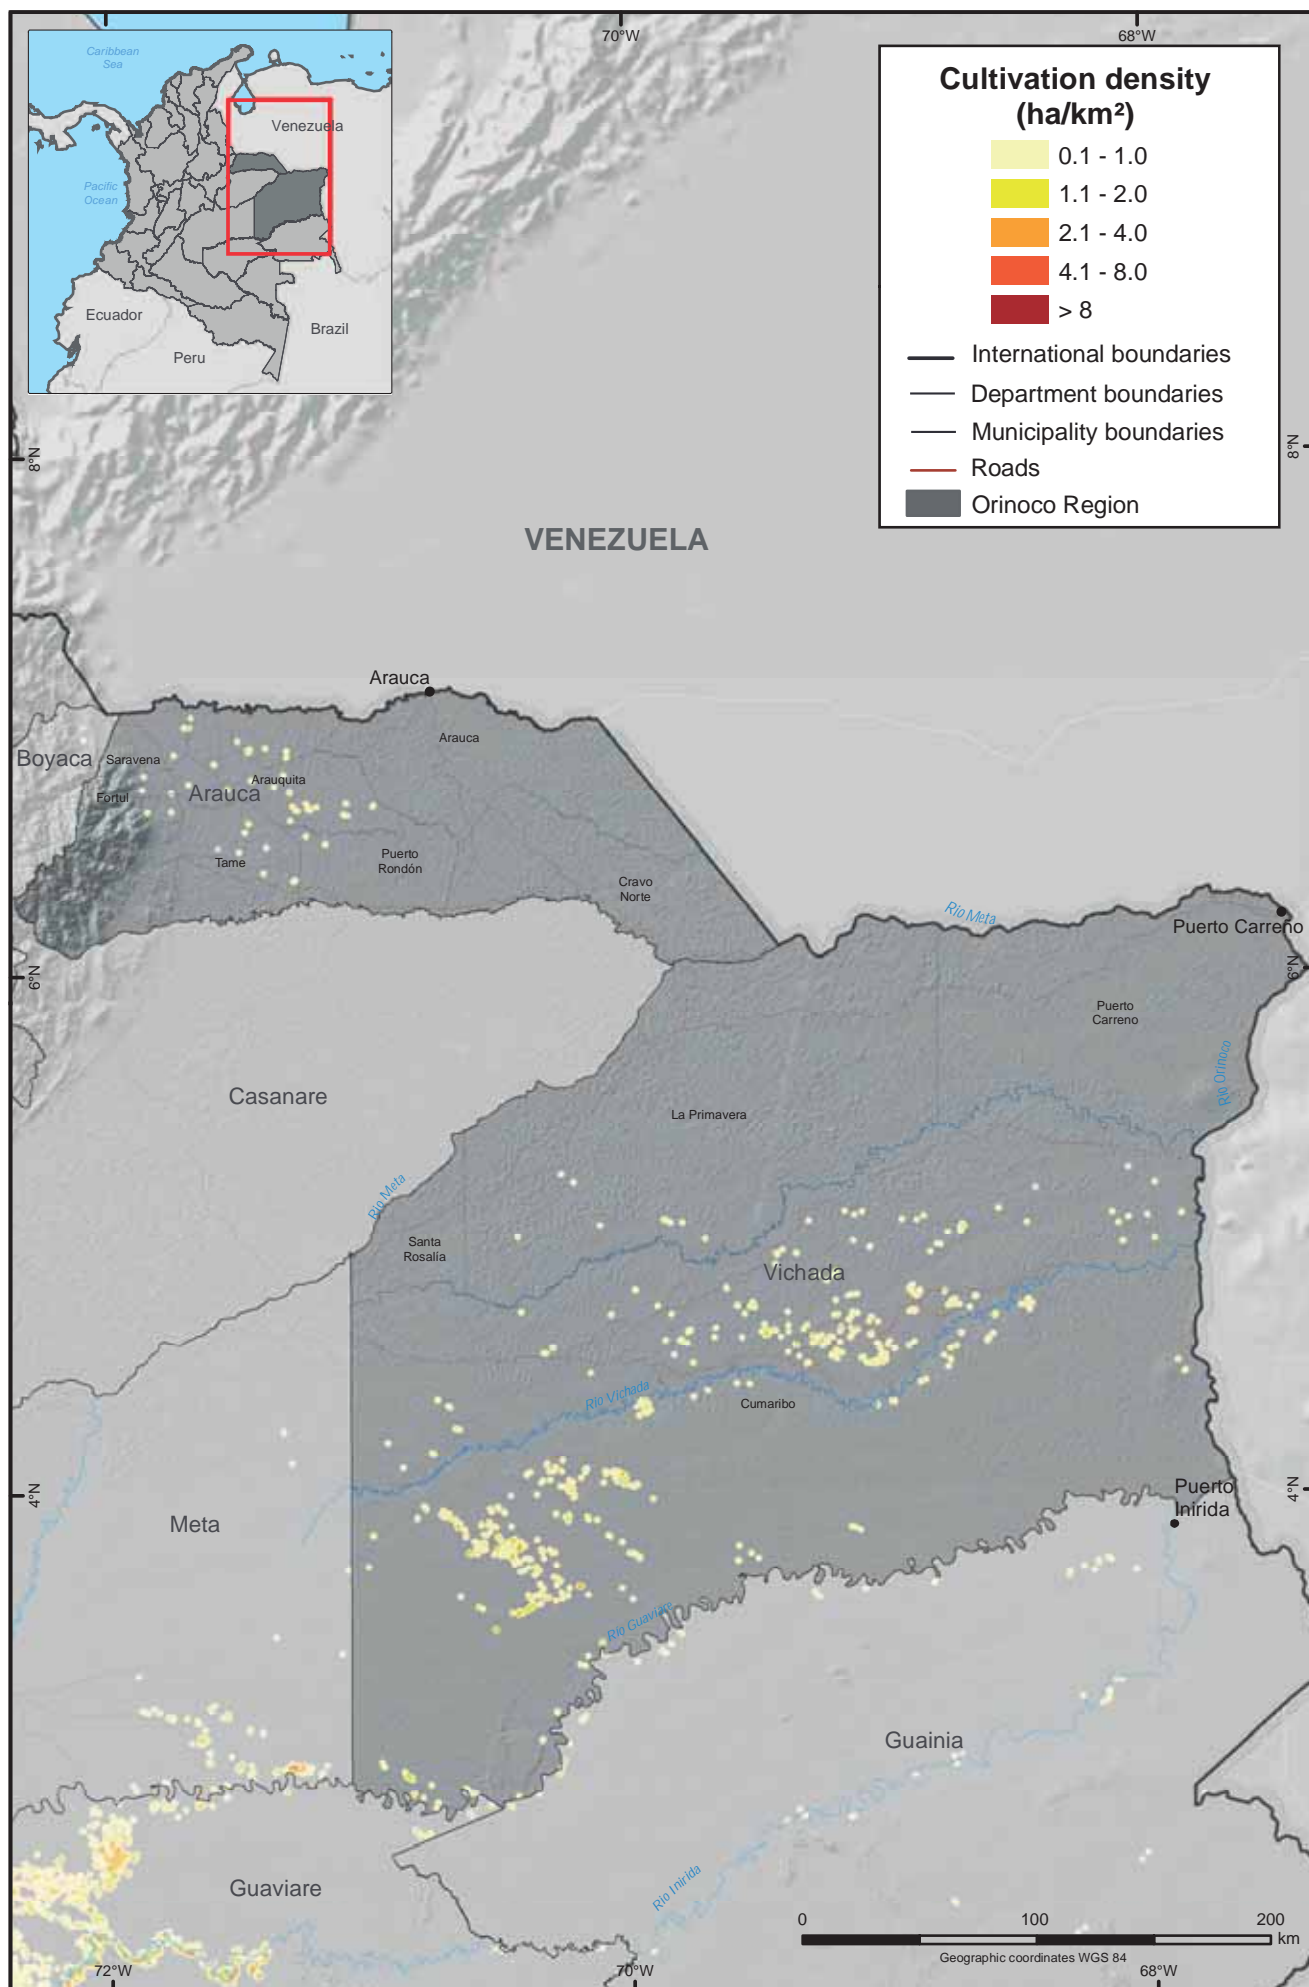 70°W
68°W
Caribbean
Sea
Venezuela
Pacific
Ocean
Ecuador
Peru
Brazil
Cultivation density
(ha/km²)
0.1 - 1.0
1.1 - 2.0
2.1 - 4.0
4.1 - 8.0
> 8
International boundaries
Department boundaries
Municipality boundaries
Roads
Orinoco Region
8°N
8°N
VENEZUELA
Arauca
Arauca
Boyaca
Saravena
Arauquita
Arauca
Fortul
Tame
Puerto
Rondón
Cravo
Norte
Rio Meta
Puerto Carreño
6°N
6°N
Puerto
Carreno
Rio Orinoco
Casanare
La Primavera
Rio Meta
Santa
Rosalía
Vichada
Rio Vichada
Cumaribo
4°N
4°N
Meta
Puerto
Inirida
Rio Guaviare
Guainia
Guaviare
Rio Inirida
0
100
200
km
Geographic coordinates WGS 84
72°W
70°W
68°W